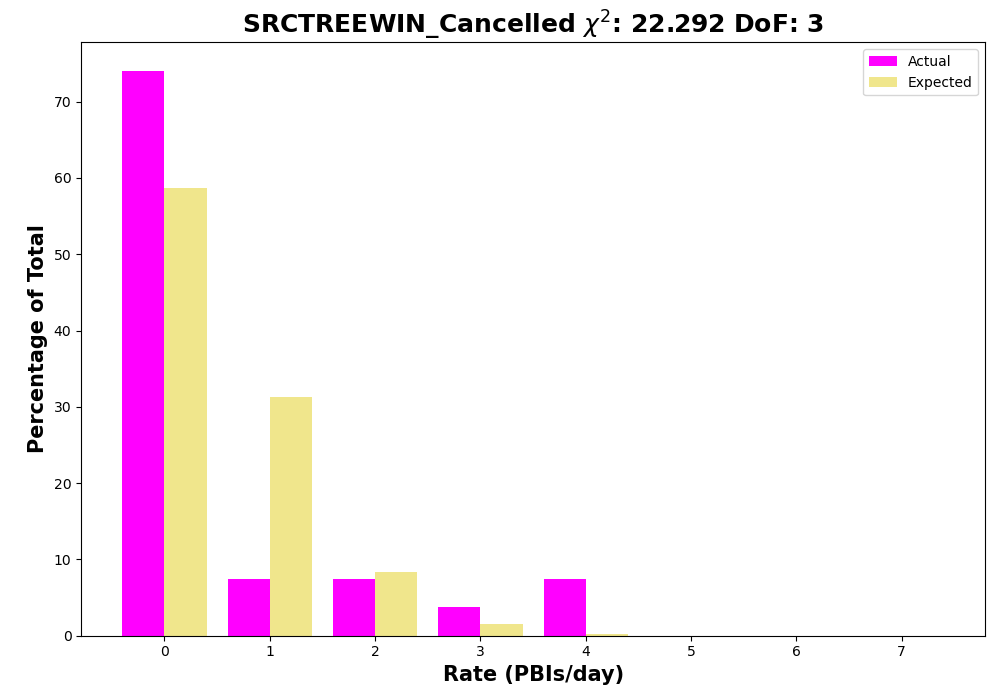 SRCTREEWIN_Cancelled χ²: 22.292 DoF: 3
Actual
Expected
Percentage of Total
70
60
50
40
30
20
10
0
0 1 2 3 4 5 6 7
Rate (PBIs/day)